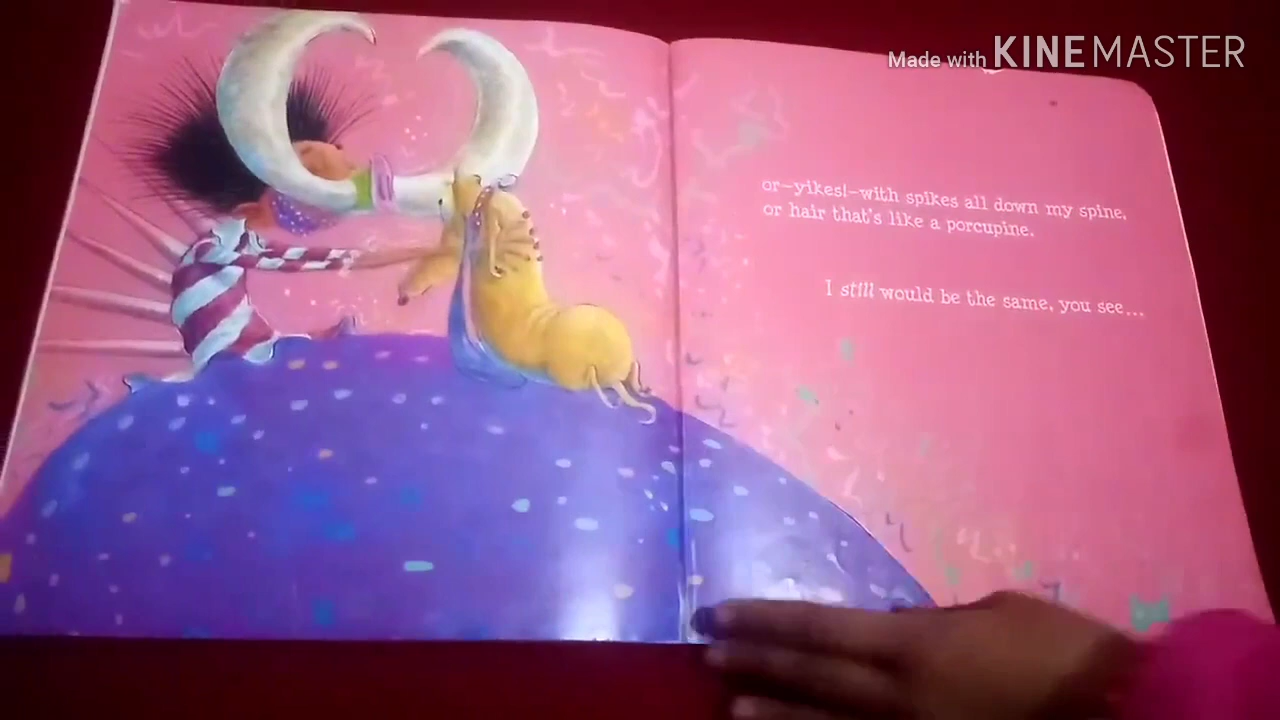 Made with KINEMASTER
or—yikes!—with spikes all down my spine,
or hair that's like a porcupine,
I still would be the same, you see...